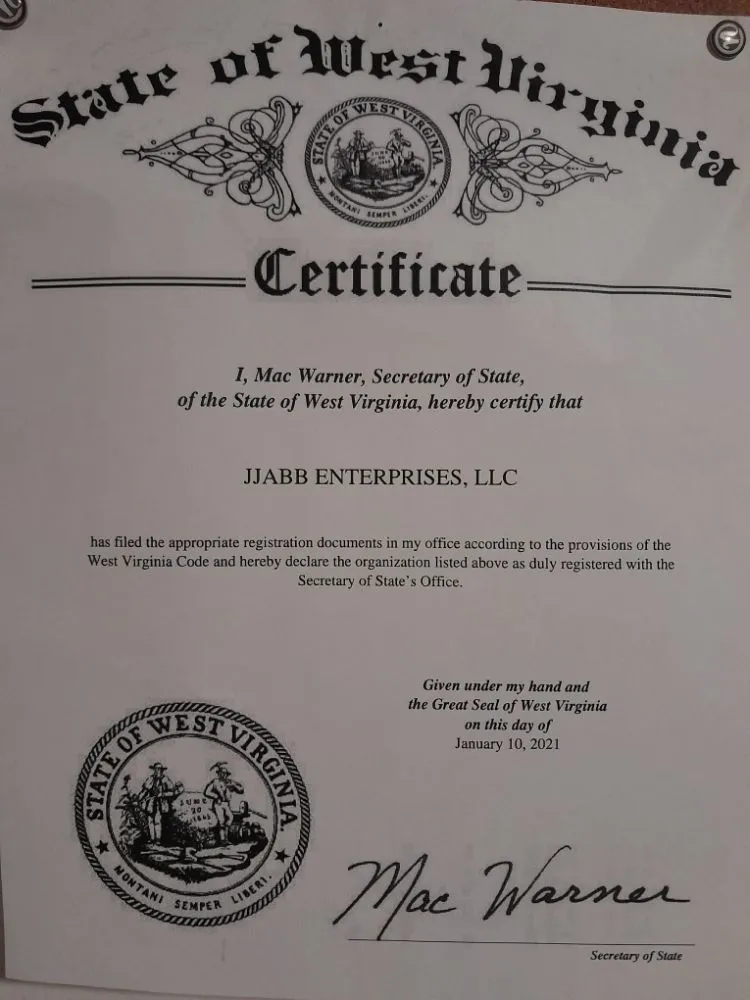 State of West Virginia
STATE OF WEST VIRGINIA
MONTANI SEMPER LIBERI.
Certificate
I, Mac Warner, Secretary of State,
of the State of West Virginia, hereby certify that
JJABB ENTERPRISES, LLC
has filed the appropriate registration documents in my office according to the provisions of the
West Virginia Code and hereby declare the organization listed above as duly registered with the
Secretary of State's Office.
Given under my hand and
the Great Seal of West Virginia
on this day of
January 10, 2021
STATE OF WEST VIRGINIA.
JUNE
20
1863
MONTANI SEMPER LIBERI.
Mac Warner
Secretary of State